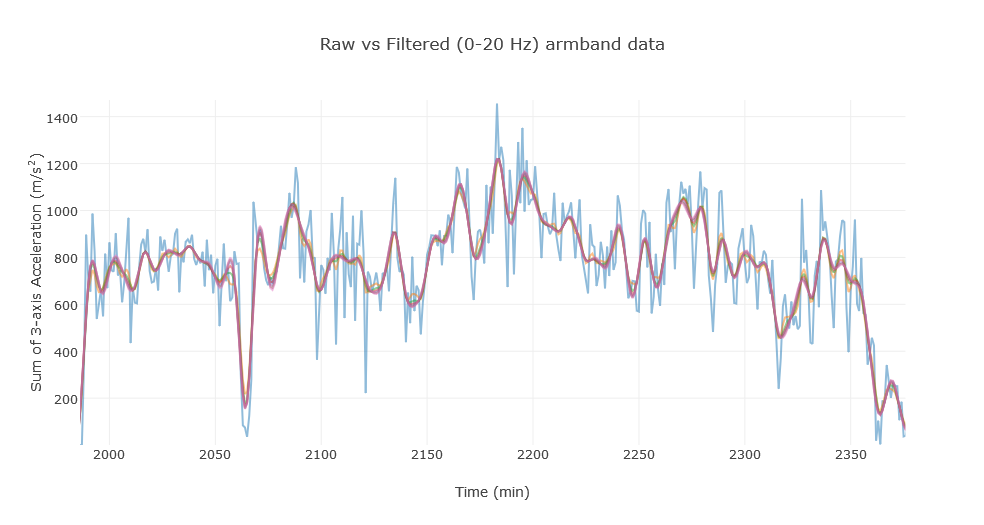 Raw vs Filtered (0-20 Hz) armband data
Sum of 3-axis Acceleration (m/s²)
1400
1200
1000
800
600
400
200
2000 2050 2100 2150 2200 2250 2300 2350
Time (min)